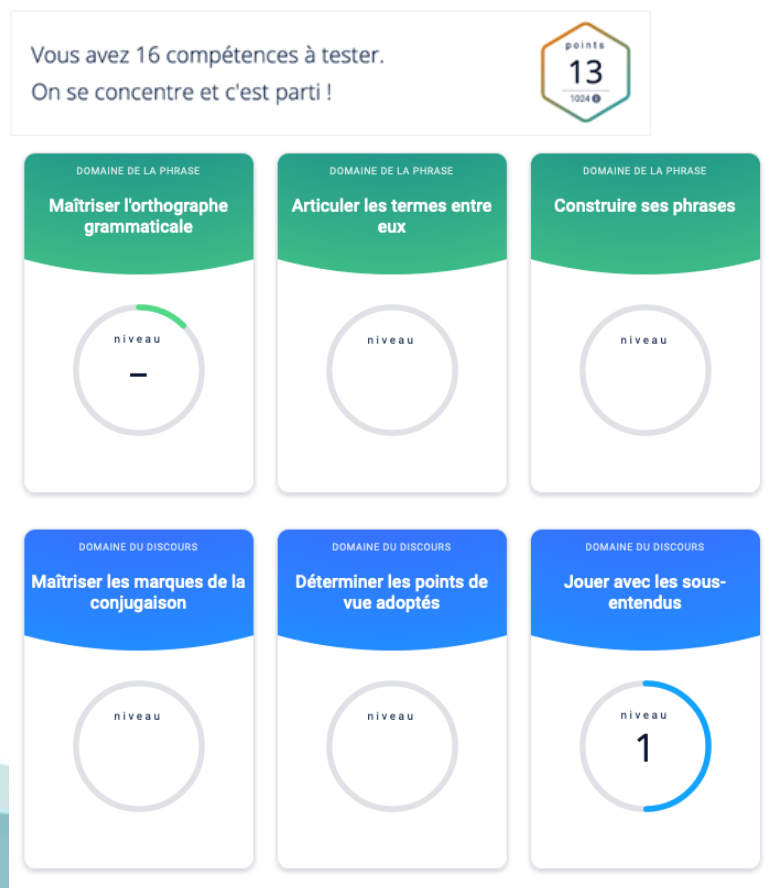 Vous avez 16 compétences à tester.
On se concentre et c'est parti !
points
13
1024
DOMAINE DE LA PHRASE
Maîtriser l'orthographe
grammaticale
niveau
–
DOMAINE DE LA PHRASE
Articuler les termes entre
eux
niveau
DOMAINE DE LA PHRASE
Construire ses phrases
niveau
DOMAINE DU DISCOURS
Maîtriser les marques de la
conjugaison
niveau
DOMAINE DU DISCOURS
Déterminer les points de
vue adoptés
niveau
DOMAINE DU DISCOURS
Jouer avec les sous-
entendus
niveau
1